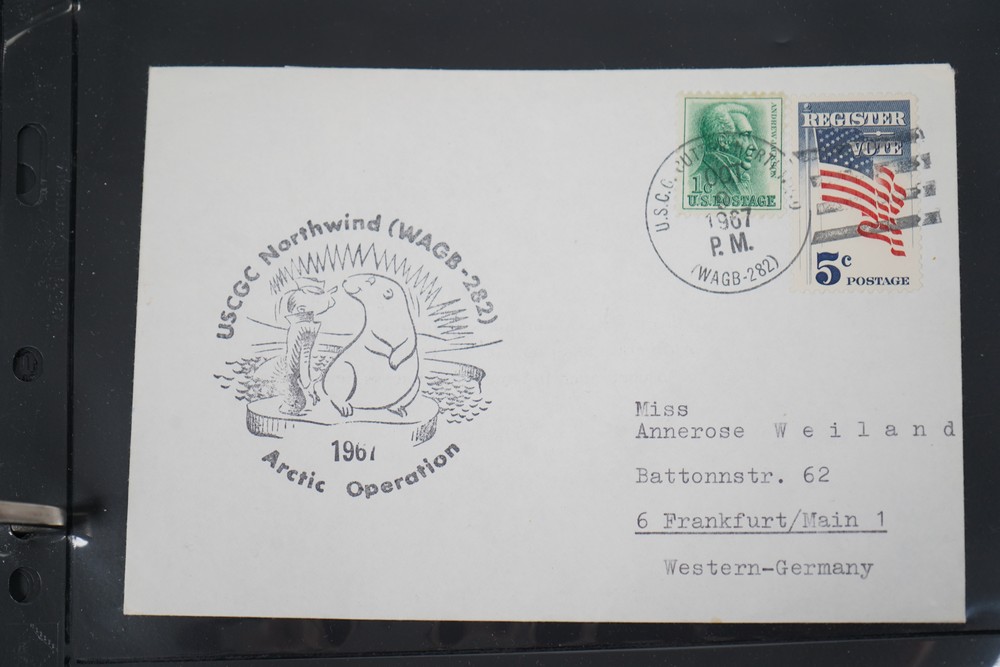 ANDREW JACKSON
1c
U.S. POSTAGE
REGISTER
VOTE
5c POSTAGE
U.S.C.G.
1967
P.M.
(WAGB-282)
USCGC Northwind (WAGB-282)
1967
Arctic Operation
Miss
Annerose Weiland
Battonnstr. 62
6 Frankfurt/Main 1
Western-Germany